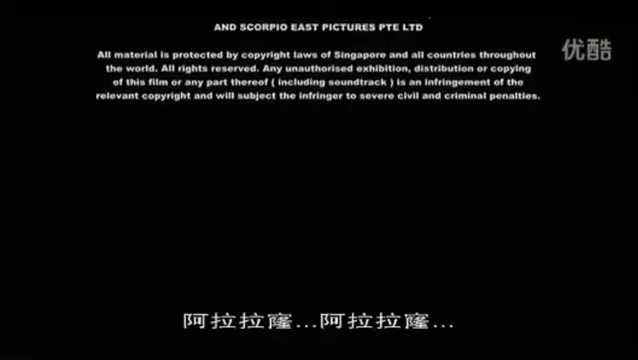 AND SCORPIO EAST PICTURES PTE LTD
优酷
All material is protected by copyright laws of Singapore and all countries throughout
the world. All rights reserved. Any unauthorised exhibition, distribution or copying
of this film or any part thereof ( including soundtrack ) is an infringement of the
relevant copyright and will subject the infringer to severe civil and criminal penalties.
阿拉拉窿...阿拉拉窿...